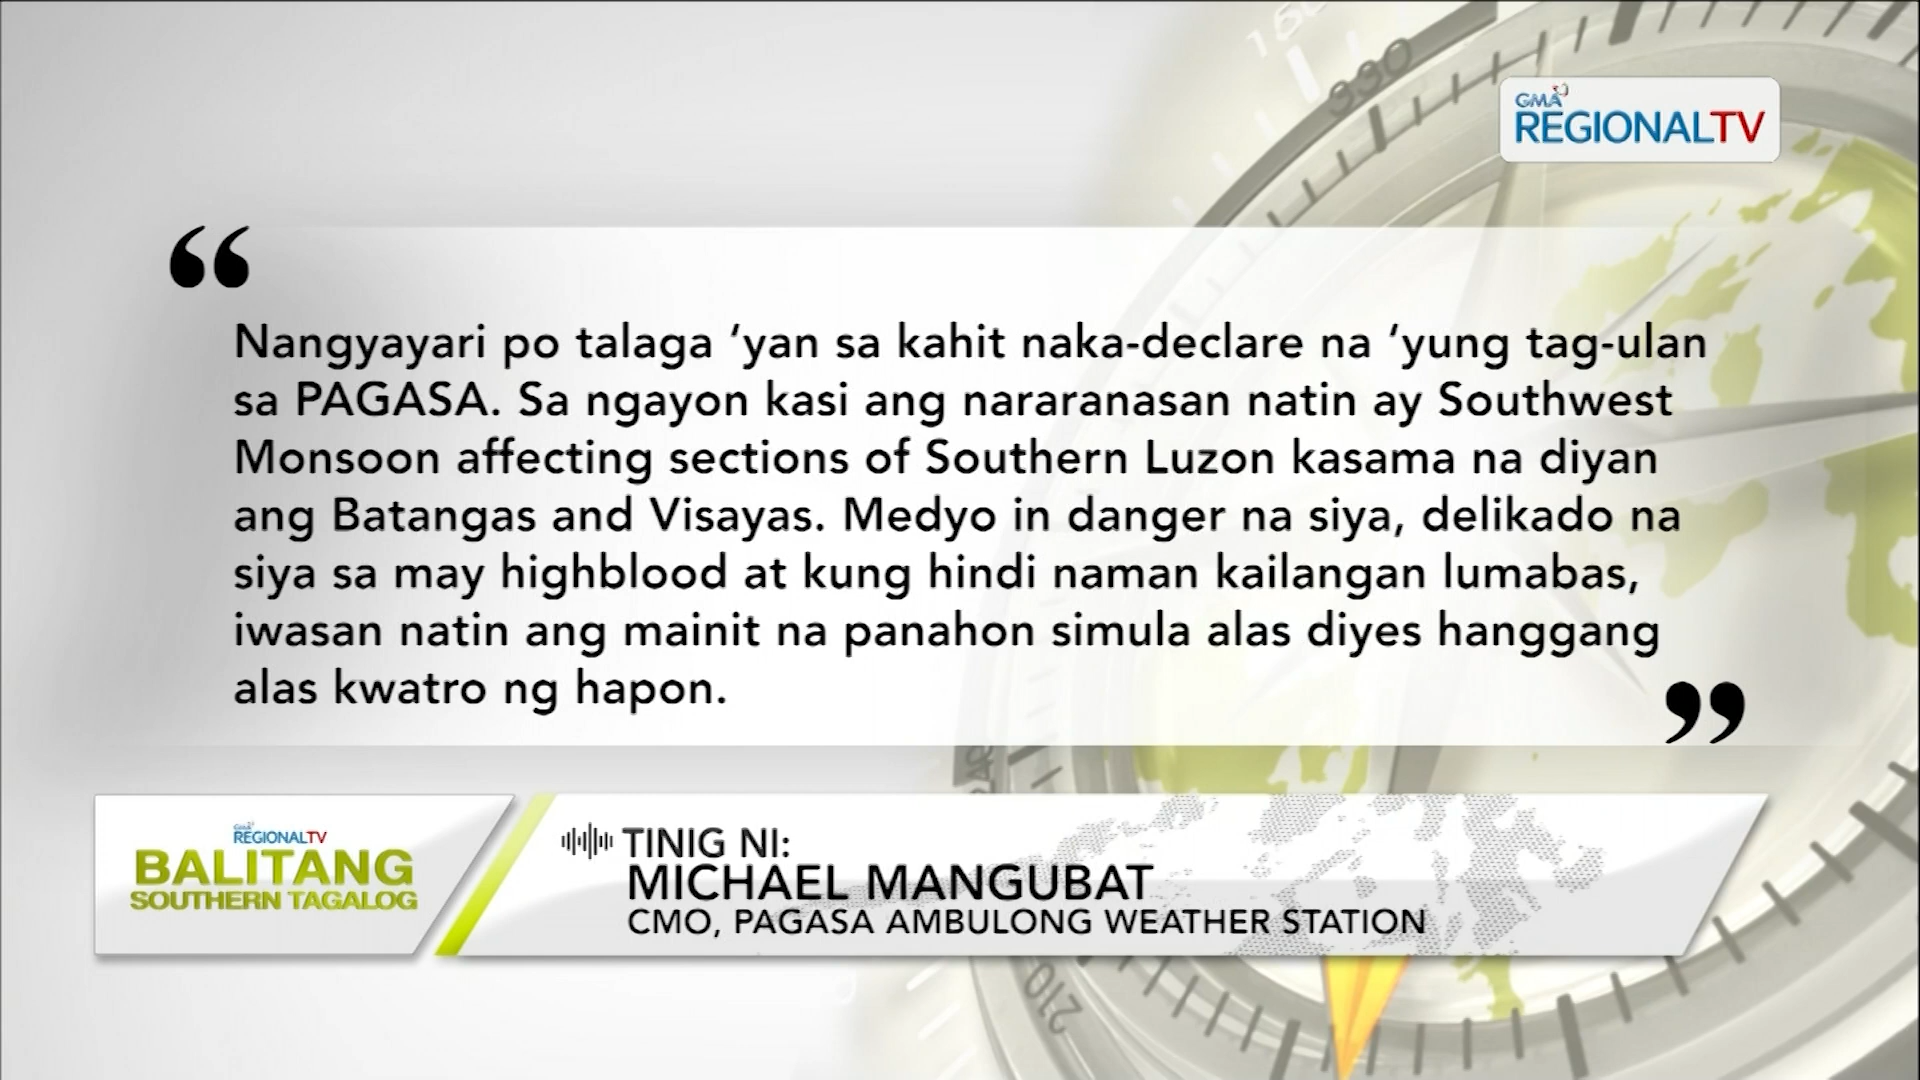 160
330
GMA
REGIONALTV
“
Nangyayari po talaga ‘yan sa kahit naka-declare na ‘yung tag-ulan
sa PAGASA. Sa ngayon kasi ang nararanasan natin ay Southwest
Monsoon affecting sections of Southern Luzon kasama na diyan
ang Batangas and Visayas. Medyo in danger na siya, delikado na
siya sa may highblood at kung hindi naman kailangan lumabas,
iwasan natin ang mainit na panahon simula alas diyes hanggang
alas kwatro ng hapon.
”
GMA
REGIONALTV
BALITANG
SOUTHERN TAGALOG
TINIG NI:
MICHAEL MANGUBAT
CMO, PAGASA AMBULONG WEATHER STATION
210